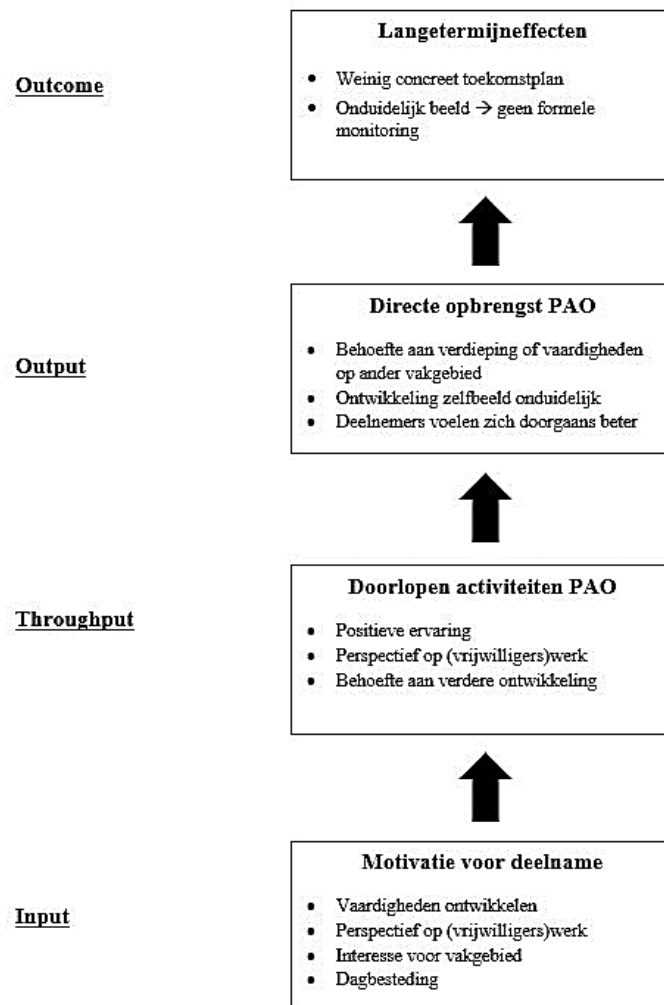 Langetermijneffecten
Outcome
• Weinig concreet toekomstplan
• Onduidelijk beeld → geen formele
monitoring
Directe opbrengst PAO
Output
• Behoefte aan verdieping of vaardigheden
op ander vakgebied
• Ontwikkeling zelfbeeld onduidelijk
• Deelnemers voelen zich doorgaans beter
Doorlopen activiteiten PAO
Throughput
• Positieve ervaring
• Perspectief op (vrijwilligers)werk
• Behoefte aan verdere ontwikkeling
Motivatie voor deelname
Input
• Vaardigheden ontwikkelen
• Perspectief op (vrijwilligers)werk
• Interesse voor vakgebied
• Dagbesteding